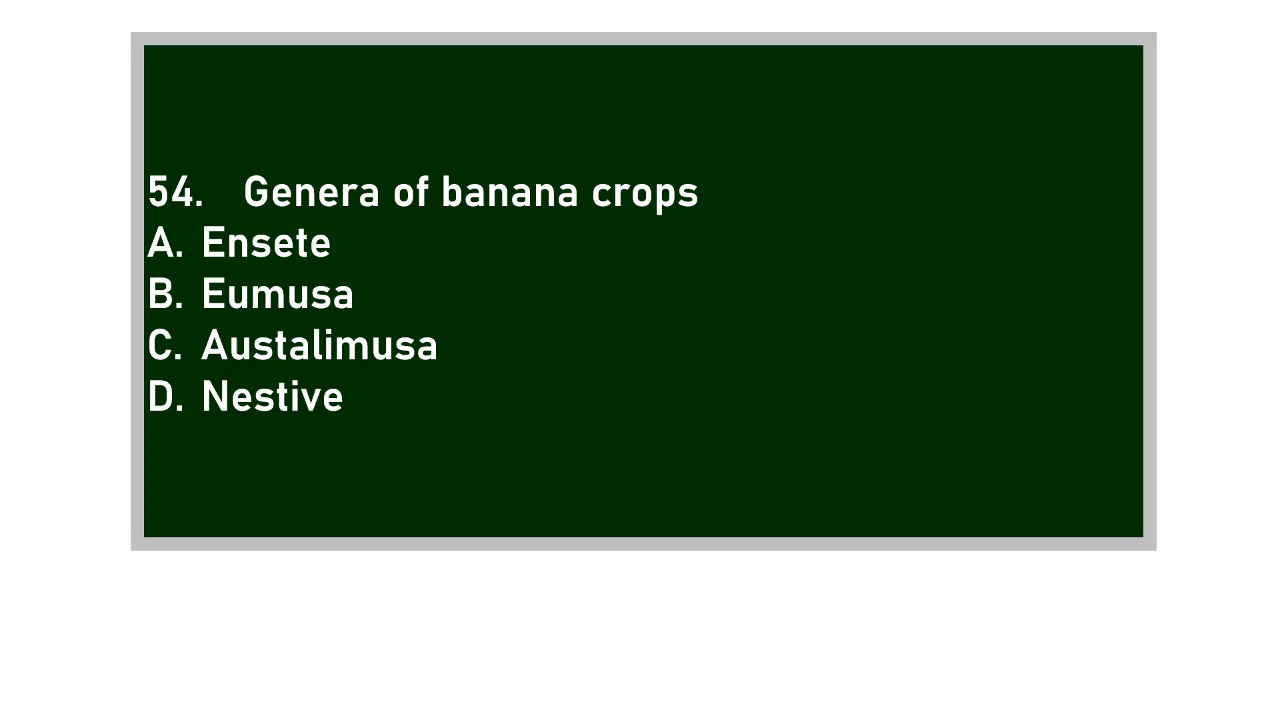 54. Genera of banana crops
A. Ensete
B. Eumusa
C. Austalimusa
D. Nestive